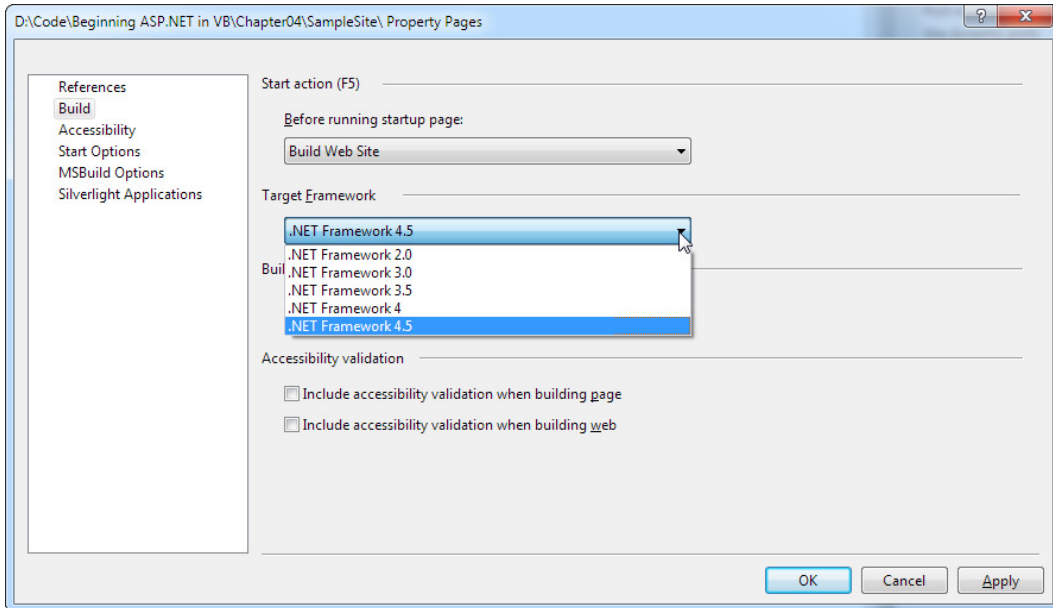 D:\Code\Beginning ASP.NET in VB\Chapter04\SampleSite\ Property Pages
References
Build
Accessibility
Start Options
MSBuild Options
Silverlight Applications
Start action (F5)
Before running startup page:
Build Web Site
Target Framework
.NET Framework 4.5
.NET Framework 2.0
.NET Framework 3.0
.NET Framework 3.5
.NET Framework 4
.NET Framework 4.5
Accessibility validation
Include accessibility validation when building page
Include accessibility validation when building web
OK Cancel Apply